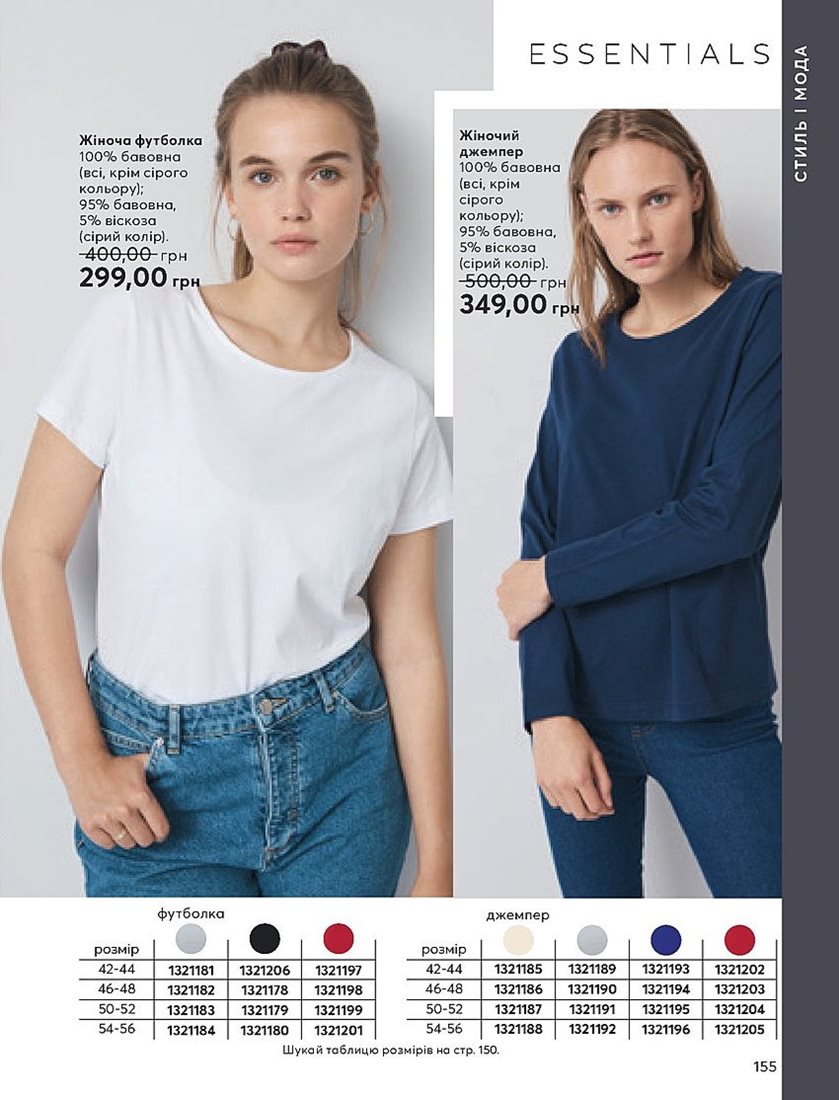 ESSENTIALS
СТИЛЬ І МОДА
Жіноча футболка
100% бавовна
(всі, крім сірого
кольору);
95% бавовна,
5% віскоза
(сірий колір).
400,00 грн
299,00 грн
Жіночий
джемпер
100% бавовна
(всі, крім
сірого
кольору);
95% бавовна,
5% віскоза
(сірий колір).
500,00 грн
349,00 грн
футболка
розмір
42-44 1321181 1321206 1321197
46-48 1321182 1321178 1321198
50-52 1321183 1321179 1321199
54-56 1321184 1321180 1321201
джемпер
розмір
42-44 1321185 1321189 1321193 1321202
46-48 1321186 1321190 1321194 1321203
50-52 1321187 1321191 1321195 1321204
54-56 1321188 1321192 1321196 1321205
Шукай таблицю розмірів на стр. 150.
155